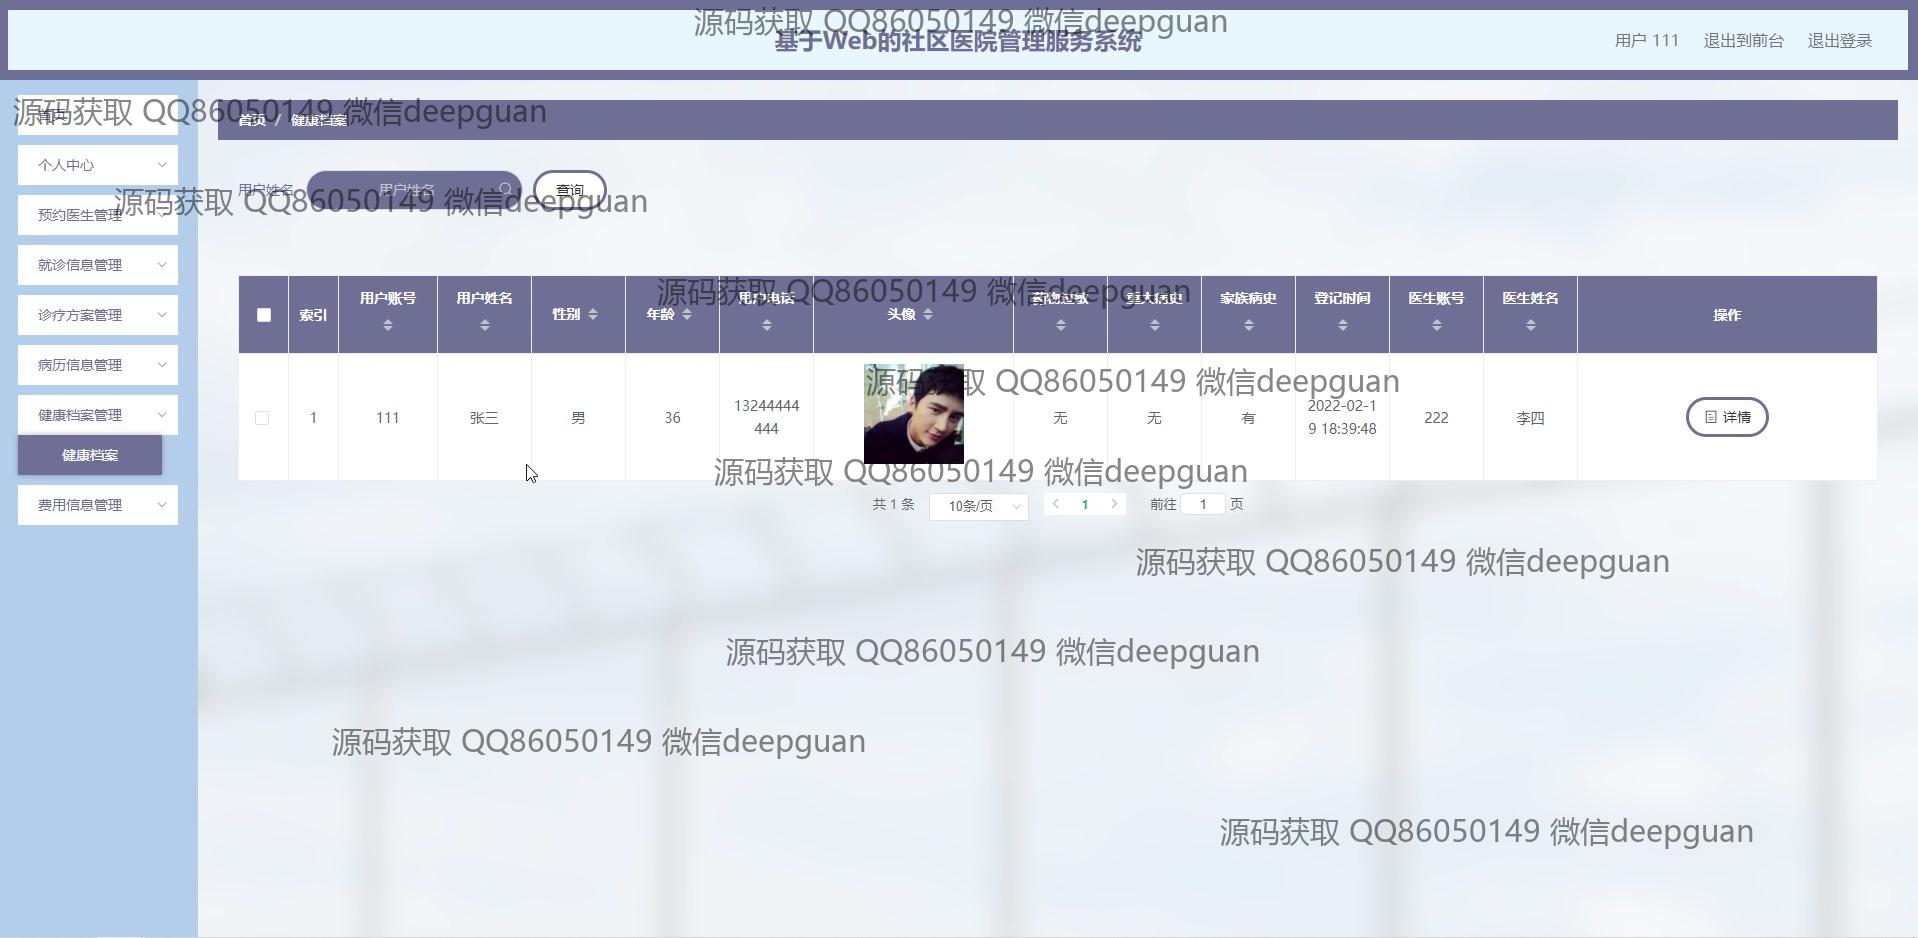 源码获取 QQ86050149 微信deepguan
基于Web的社区医院管理服务系统
用户 111 退出到前台 退出登录
源码获取 QQ86050149 微信deepguan
首页
首页 / 健康档案
个人中心
用户姓名 用户姓名 查询
源码获取 QQ86050149 微信deepguan
预约医生管理
就诊信息管理
源码获取 QQ86050149 微信deepguan
索引 用户账号 用户姓名 性别 年龄 用户电话 头像 药物过敏 重大病史 家族病史 登记时间 医生账号 医生姓名 操作
诊疗方案管理
病历信息管理
源码获取 QQ86050149 微信deepguan
1 111 张三 男 36 13244444 无 无 有 2022-02-1 222 李四 详情
444 9 18:39:48
健康档案管理
健康档案
源码获取 QQ86050149 微信deepguan
费用信息管理
共 1 条 10条/页 1 前往 1 页
源码获取 QQ86050149 微信deepguan
源码获取 QQ86050149 微信deepguan
源码获取 QQ86050149 微信deepguan
源码获取 QQ86050149 微信deepguan